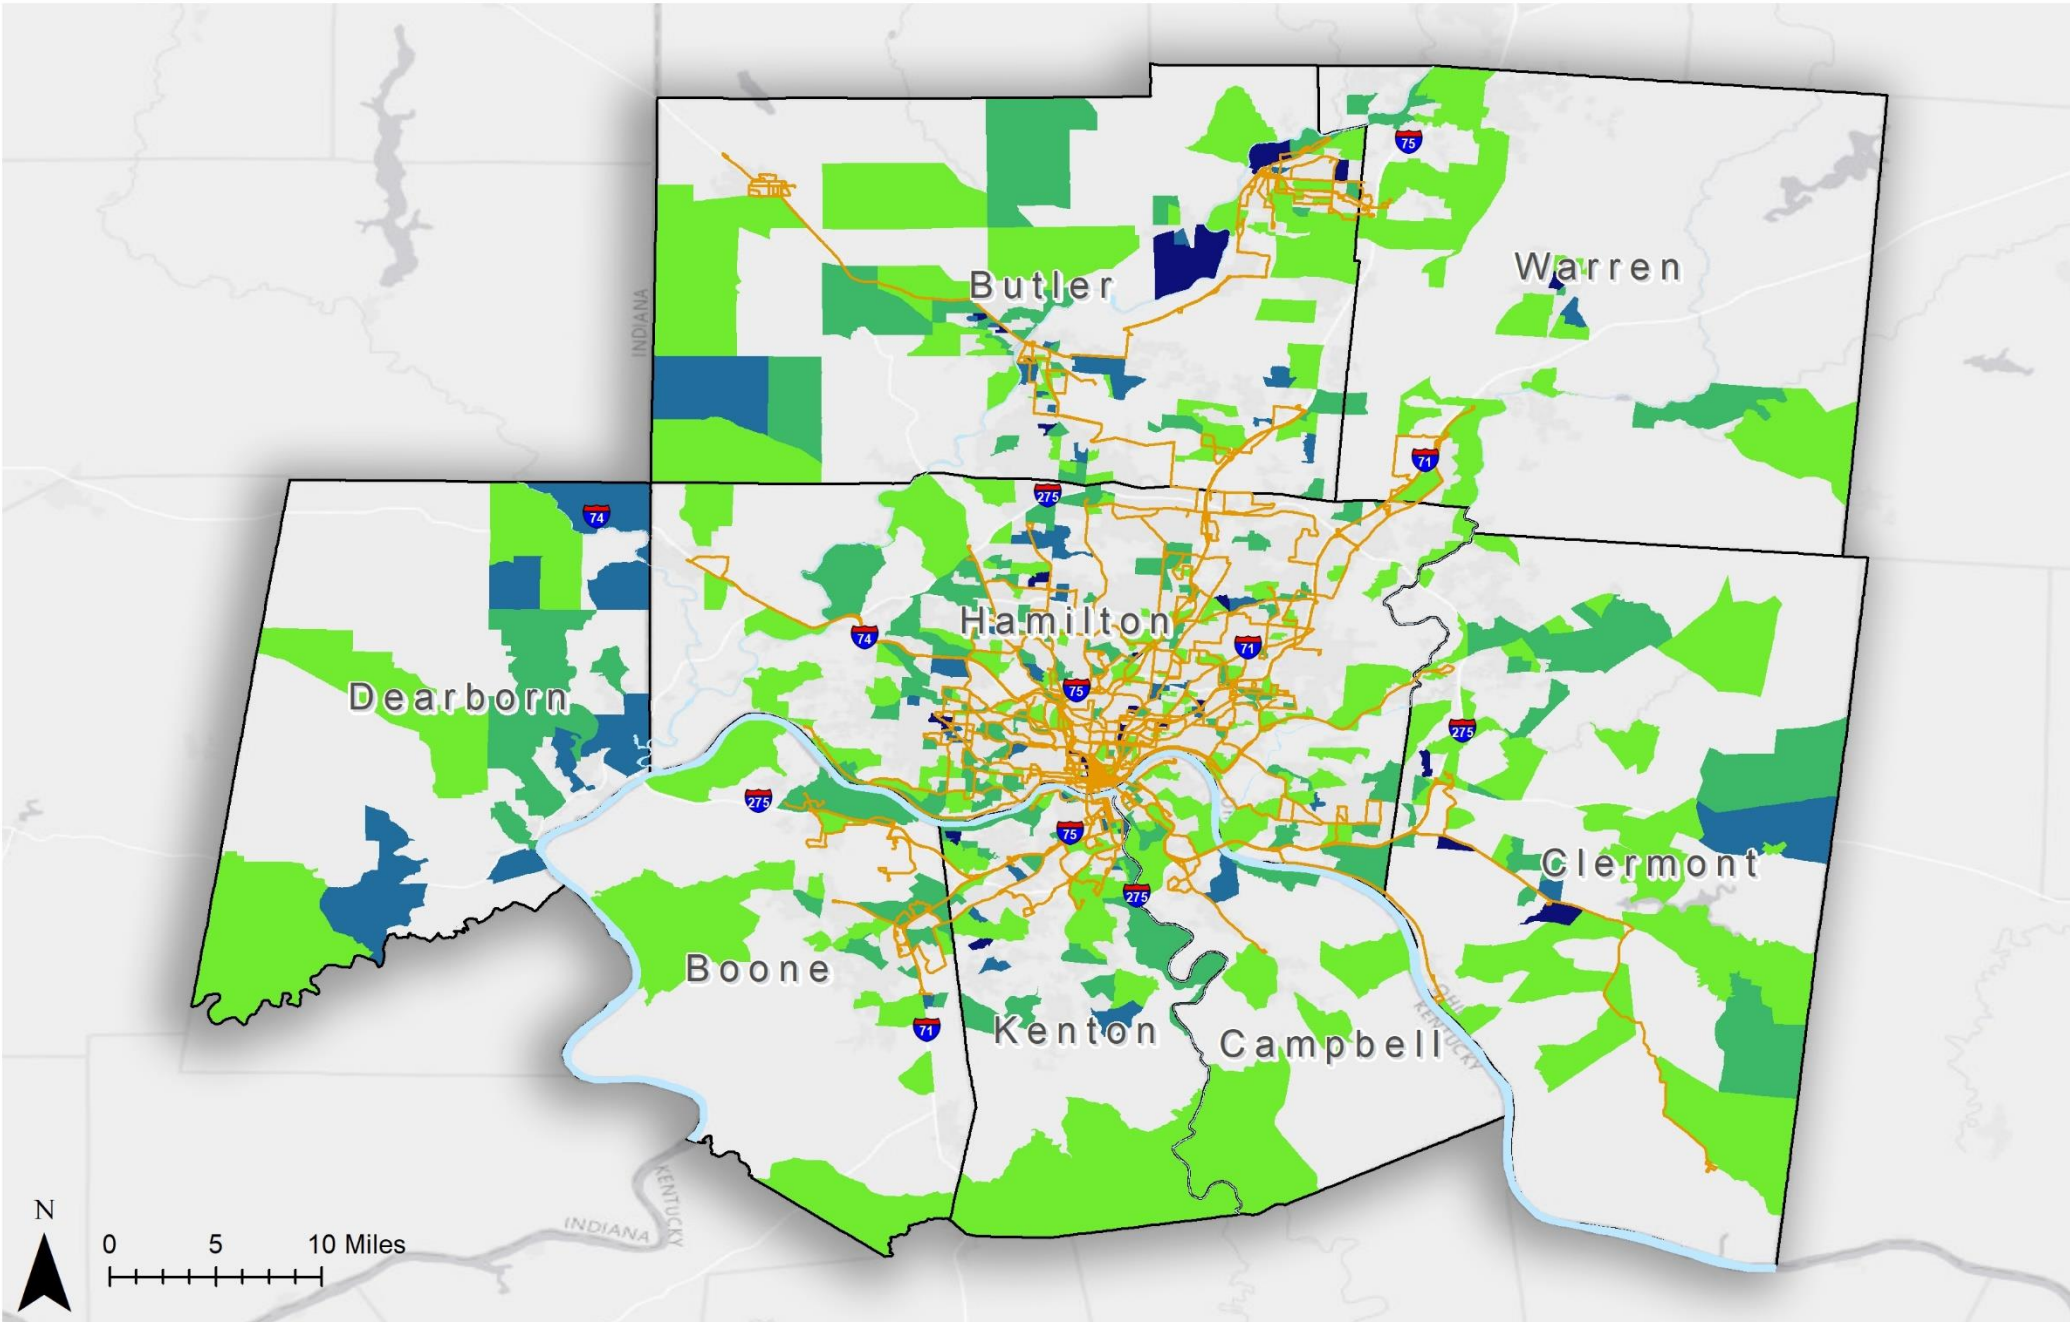 75
Warren
Butler
INDIANA
71
275
74
Hamilton
74
71
75
Dearborn
275
275
75
Clermont
275
Boone
OHIO
KENTUCKY
71
Kenton
Campbell
KENTUCKY
INDIANA
N
0 5 10 Miles